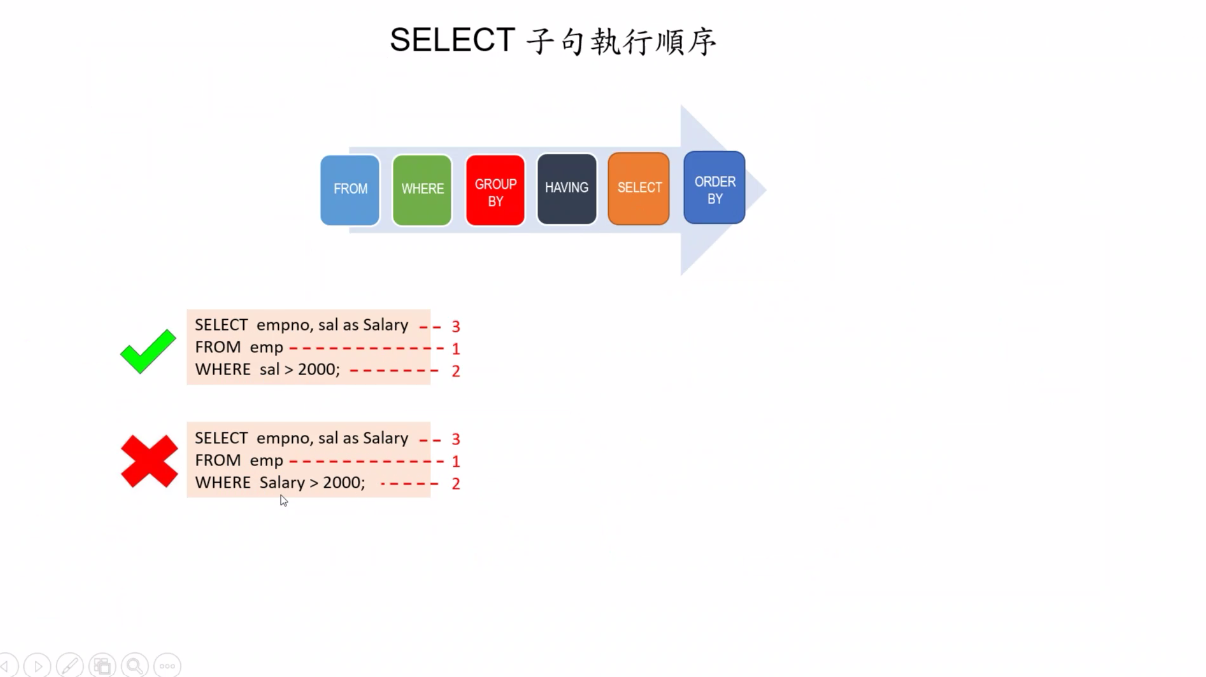 SELECT 子句執行順序
FROM
WHERE
GROUP
BY
HAVING
SELECT
ORDER
BY
SELECT empno, sal as Salary -- 3
FROM emp ------------ 1
WHERE sal > 2000; ------- 2
SELECT empno, sal as Salary -- 3
FROM emp ------------ 1
WHERE Salary > 2000; ----- 2